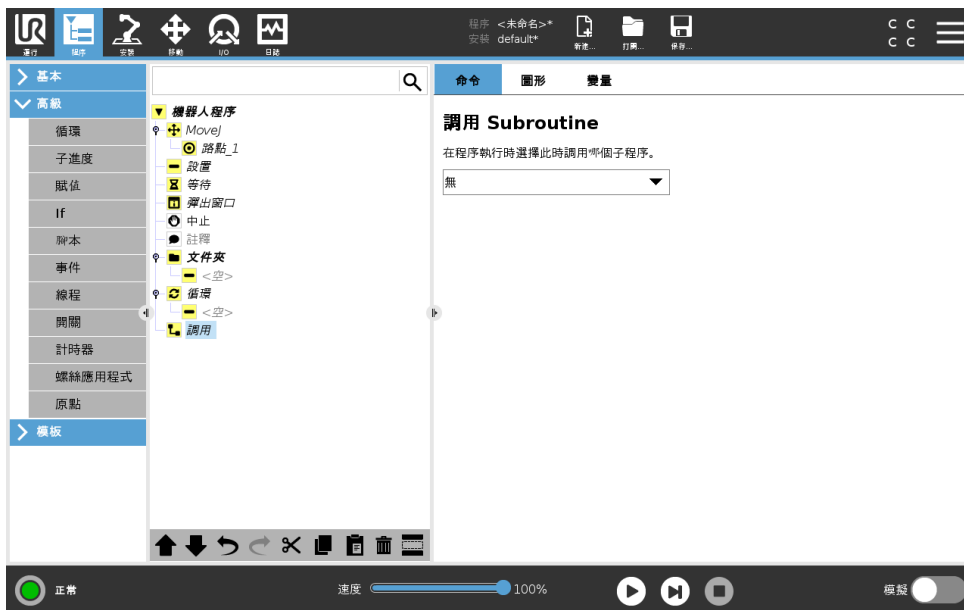 UR
運行
程序
安裝
移動
I/O
日誌
程序 <未命名>*
安裝 default*
新建...
打開...
保存...
C C
C C
基本
高級
循環
子進度
賦值
If
腳本
事件
線程
開關
計時器
螺絲應用程式
原點
模板
機器人程序
MoveJ
路點_1
設置
等待
彈出窗口
中止
註釋
文件夾
<空>
循環
<空>
調用
命令
圖形
變量
調用 Subroutine
在程序執行時選擇此時調用哪個子程序。
無
正常
速度
100%
模擬